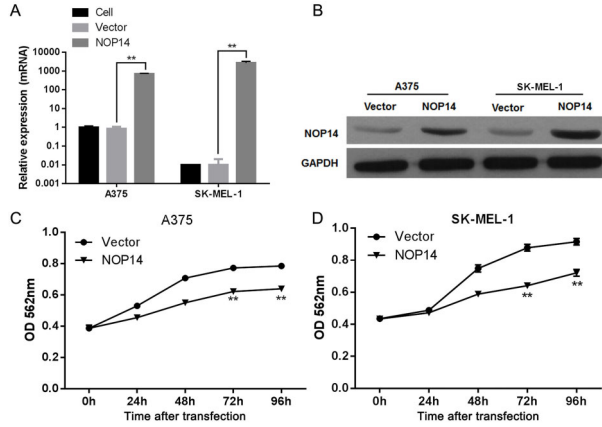 A
Cell
Vector
NOP14
Relative expression (mRNA)
10000
1000
100
10
1
0.1
0.01
0.001
**
**
A375
SK-MEL-1
B
A375
SK-MEL-1
Vector
NOP14
Vector
NOP14
NOP14
GAPDH
C
A375
Vector
NOP14
OD 562nm
1.0
0.8
0.6
0.4
0.2
0.0
**
**
0h
24h
48h
72h
96h
Time after transfection
D
SK-MEL-1
Vector
NOP14
OD 562nm
1.0
0.8
0.6
0.4
0.2
0.0
**
**
0h
24h
48h
72h
96h
Time after transfection